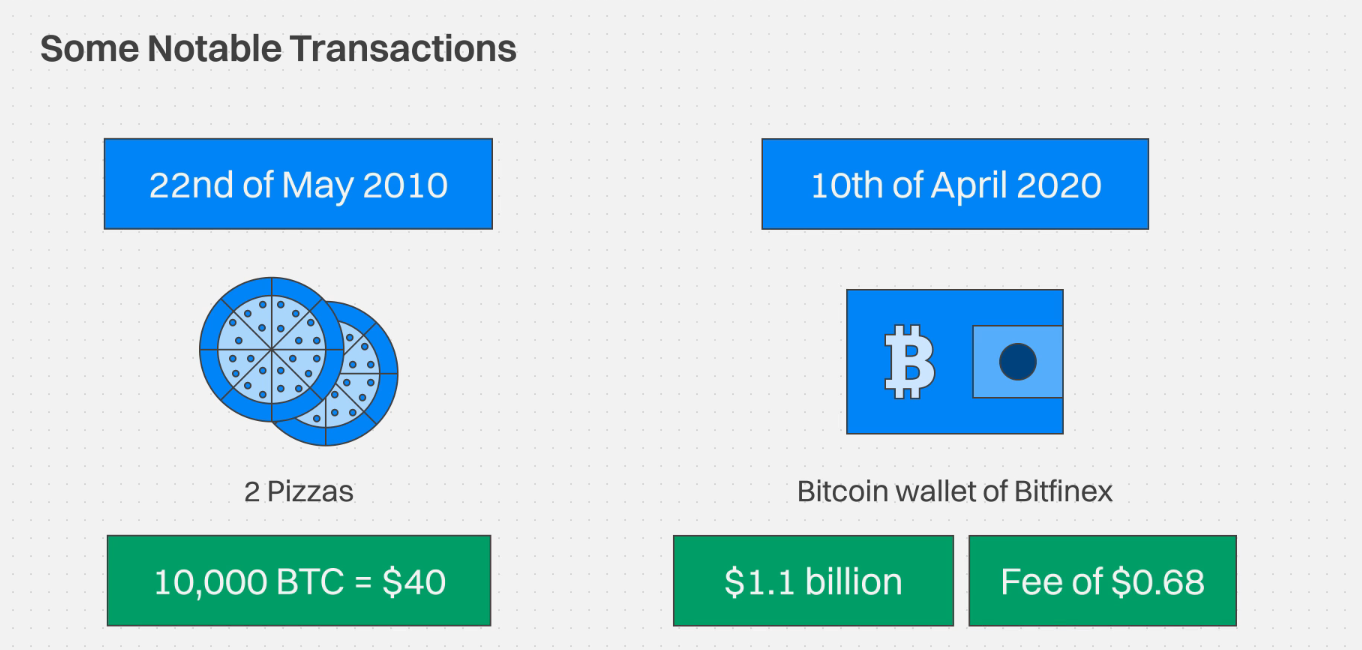 Some Notable Transactions
22nd of May 2010
10th of April 2020
2 Pizzas
Bitcoin wallet of Bitfinex
10,000 BTC = $40
$1.1 billion
Fee of $0.68